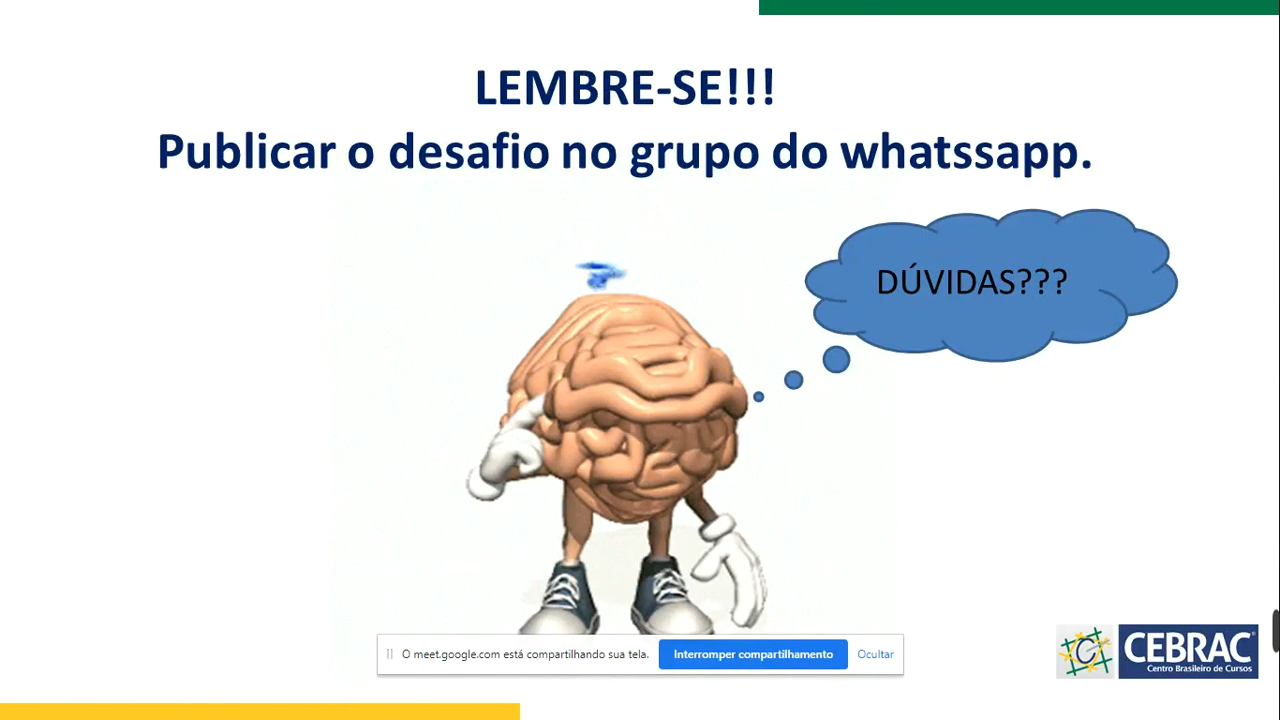 LEMBRE-SE!!!
Publicar o desafio no grupo do whatssapp.
DÚVIDAS???
O meet.google.com está compartilhando sua tela.
Interromper compartilhamento
Ocultar
CEBRAC
Centro Brasileiro de Cursos